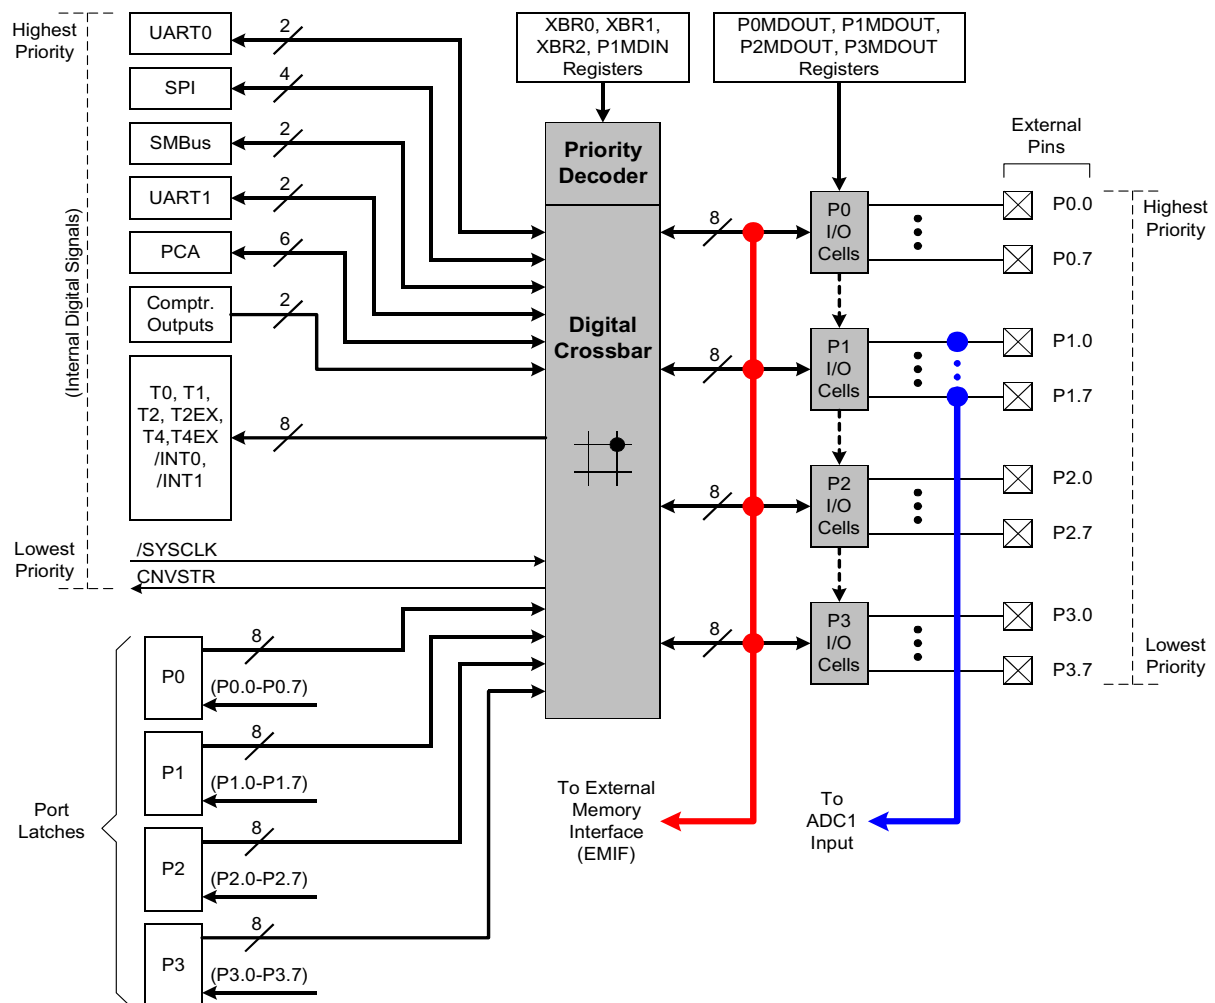 Highest
Priority
UART0
2
SPI
4
SMBus
2
UART1
2
PCA
6
Comptr.
Outputs
2
T0, T1,
T2, T2EX,
T4,T4EX
/INT0,
/INT1
8
(Internal Digital Signals)
Lowest
Priority
/SYSCLK
CNVSTR
XBR0, XBR1,
XBR2, P1MDIN
Registers
P0MDOUT, P1MDOUT,
P2MDOUT, P3MDOUT
Registers
Priority
Decoder
Digital
Crossbar
8
8
8
8
P0
I/O
Cells
P1
I/O
Cells
P2
I/O
Cells
P3
I/O
Cells
External
Pins
P0.0
P0.7
P1.0
P1.7
P2.0
P2.7
P3.0
P3.7
Highest
Priority
Lowest
Priority
Port
Latches
P0
8
(P0.0-P0.7)
P1
8
(P1.0-P1.7)
P2
8
(P2.0-P2.7)
P3
8
(P3.0-P3.7)
To External
Memory
Interface
(EMIF)
To
ADC1
Input